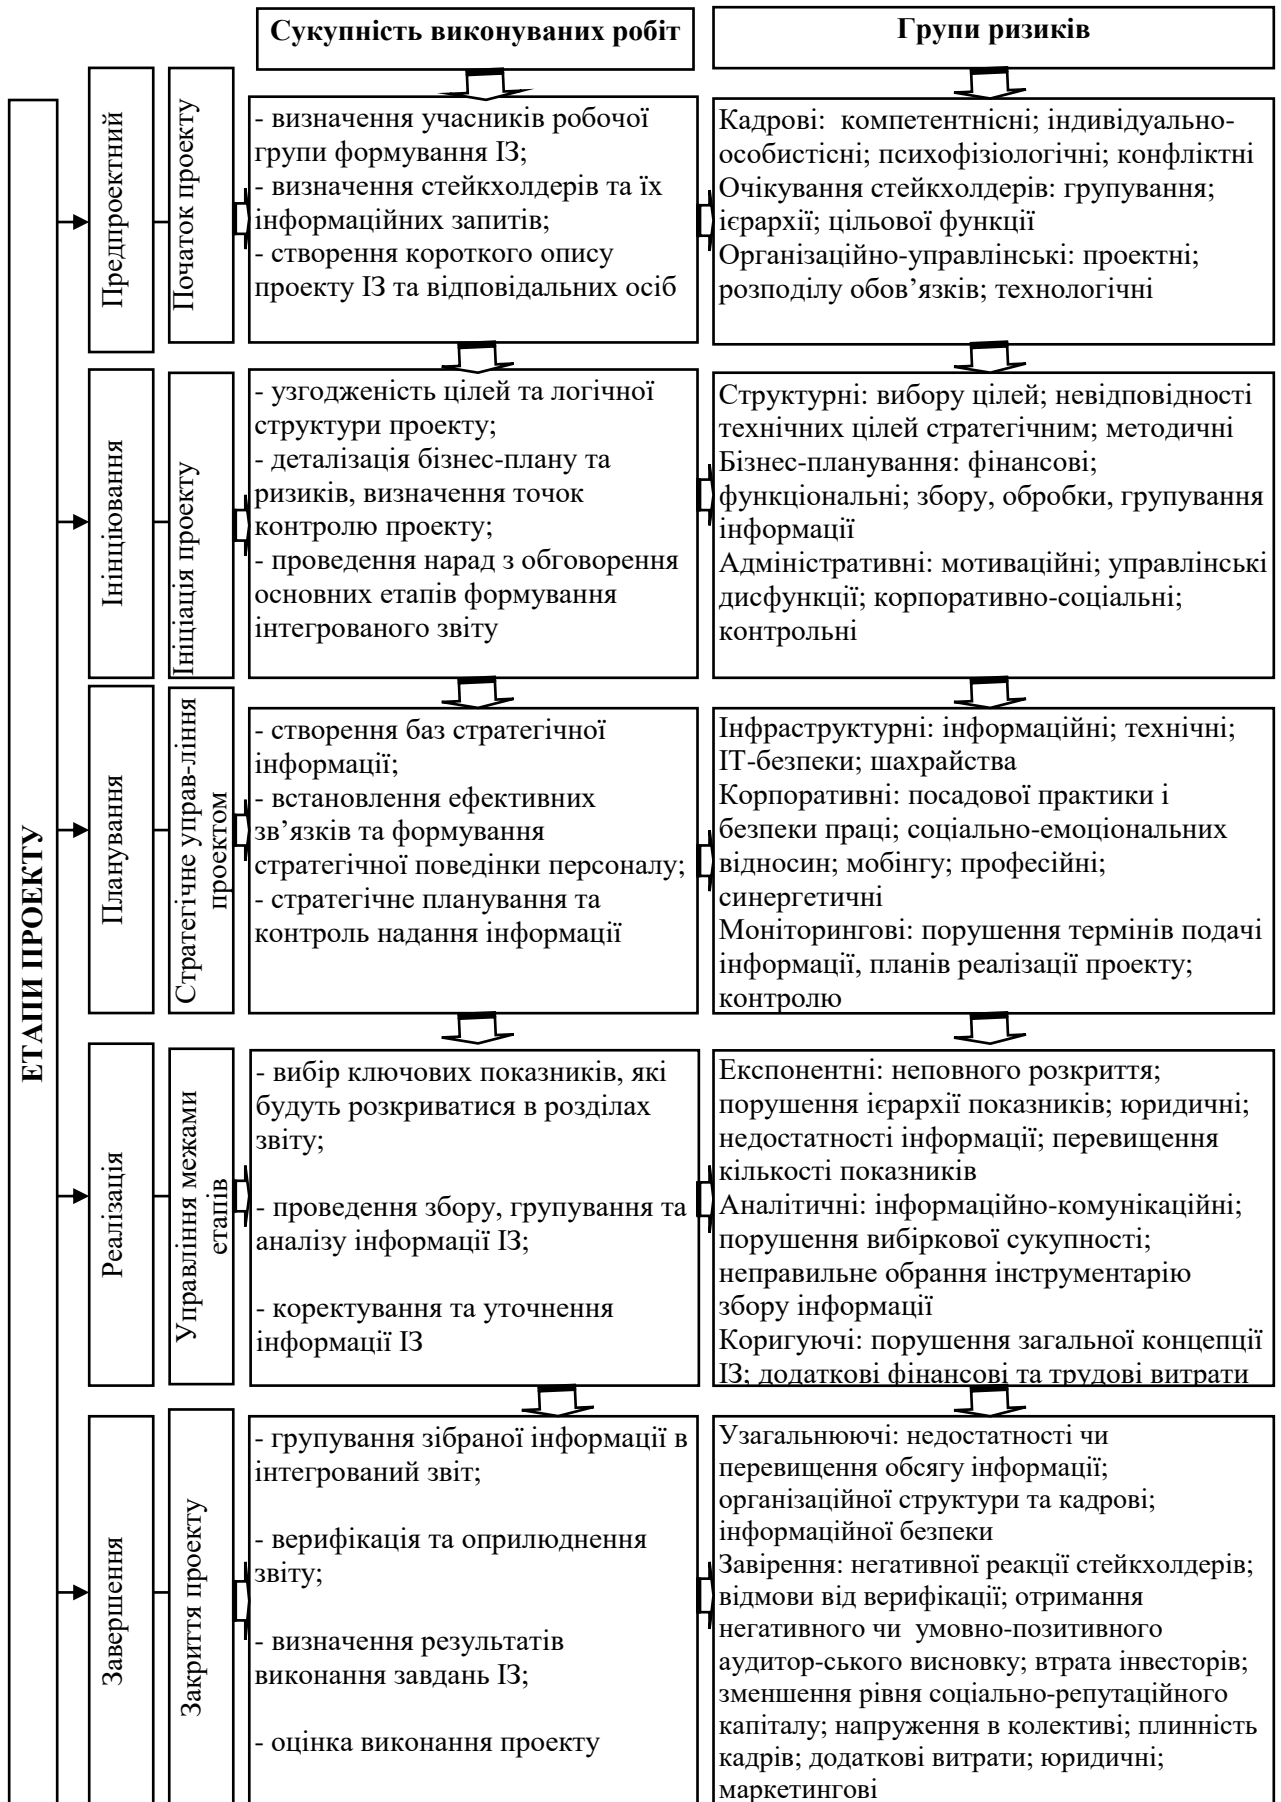 Сукупність виконуваних робіт
Групи ризиків
ЕТАПИ ПРОЕКТУ
Предпроектний
Початок проекту
- визначення учасників робочої
групи формування ІЗ;
- визначення стейкхолдерів та їх
інформаційних запитів;
- створення короткого опису
проекту ІЗ та відповідальних осіб
Кадрові:  компетентнісні; індивідуально-
особистісні; психофізіологічні; конфліктні
Очікування стейкхолдерів: групування;
ієрархії; цільової функції
Організаційно-управлінські: проектні;
розподілу обов’язків; технологічні
Інінціювання
Ініціація проекту
- узгодженість цілей та логічної
структури проекту;
- деталізація бізнес-плану та
ризиків, визначення точок
контролю проекту;
- проведення нарад з обговорення
основних етапів формування
інтегрованого звіту
Структурні: вибору цілей; невідповідності
технічних цілей стратегічним; методичні
Бізнес-планування: фінансові;
функціональні; збору, обробки, групування
інформації
Адміністративні: мотиваційні; управлінські
дисфункції; корпоративно-соціальні;
контрольні
Планування
Стратегічне управ-ління
проектом
- створення баз стратегічної
інформації;
- встановлення ефективних
зв’язків та формування
стратегічної поведінки персоналу;
- стратегічне планування та
контроль надання інформації
Інфраструктурні: інформаційні; технічні;
ІТ-безпеки; шахрайства
Корпоративні: посадової практики і
безпеки праці; соціально-емоціональних
відносин; мобінгу; професійні;
синергетичні
Моніторингові: порушення термінів подачі
інформації, планів реалізації проекту;
контролю
Реалізація
Управління межами
етапів
- вибір ключових показників, які
будуть розкриватися в розділах
звіту;
- проведення збору, групування та
аналізу інформації ІЗ;
- коректування та уточнення
інформації ІЗ
Експонентні: неповного розкриття;
порушення ієрархії показників; юридичні;
недостатності інформації; перевищення
кількості показників
Аналітичні: інформаційно-комунікаційні;
порушення вибіркової сукупності;
неправильне обрання інструментарію
збору інформації
Коригуючі: порушення загальної концепції
ІЗ; додаткові фінансові та трудові витрати
Завершення
Закриття проекту
- групування зібраної інформації в
інтегрований звіт;
- верифікація та оприлюднення
звіту;
- визначення результатів
виконання завдань ІЗ;
- оцінка виконання проекту
Узагальнюючі: недостатності чи
перевищення обсягу інформації;
організаційної структури та кадрові;
інформаційної безпеки
Завірення: негативної реакції стейкхолдерів;
відмови від верифікації; отримання
негативного чи  умовно-позитивного
аудитор-ського висновку; втрата інвесторів;
зменшення рівня соціально-репутаційного
капіталу; напруження в колективі; плинність
кадрів; додаткові витрати; юридичні;
маркетингові